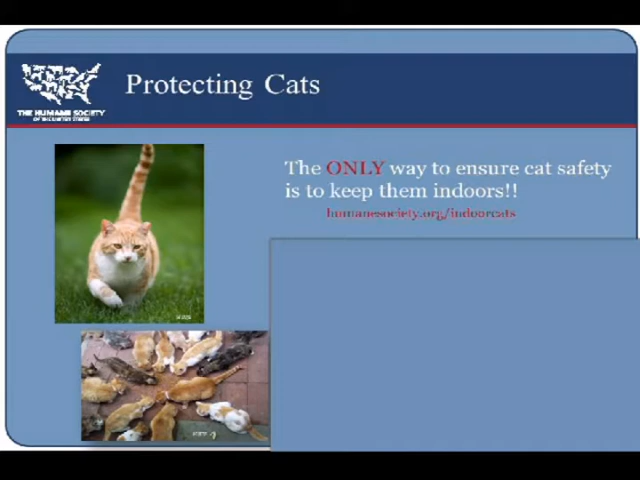 Protecting Cats
THE HUMANE SOCIETY
OF THE UNITED STATES
The ONLY way to ensure cat safety
is to keep them indoors!!
humanesociety.org/indoorcats